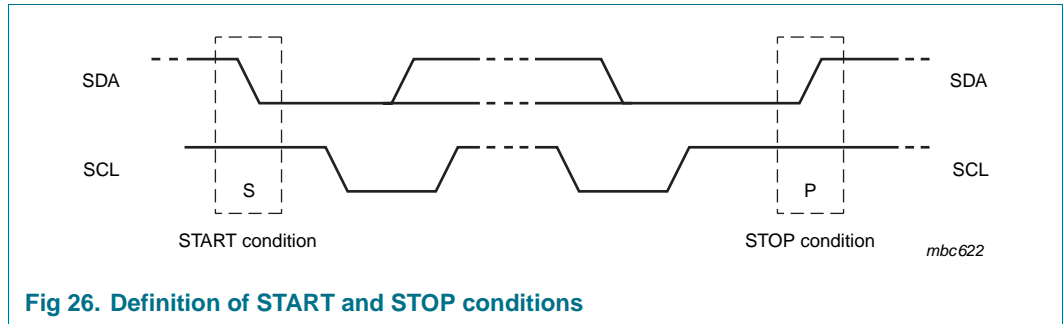 SDA
SDA
SCL
SCL
S
P
START condition
STOP condition
mbc622
Fig 26. Definition of START and STOP conditions